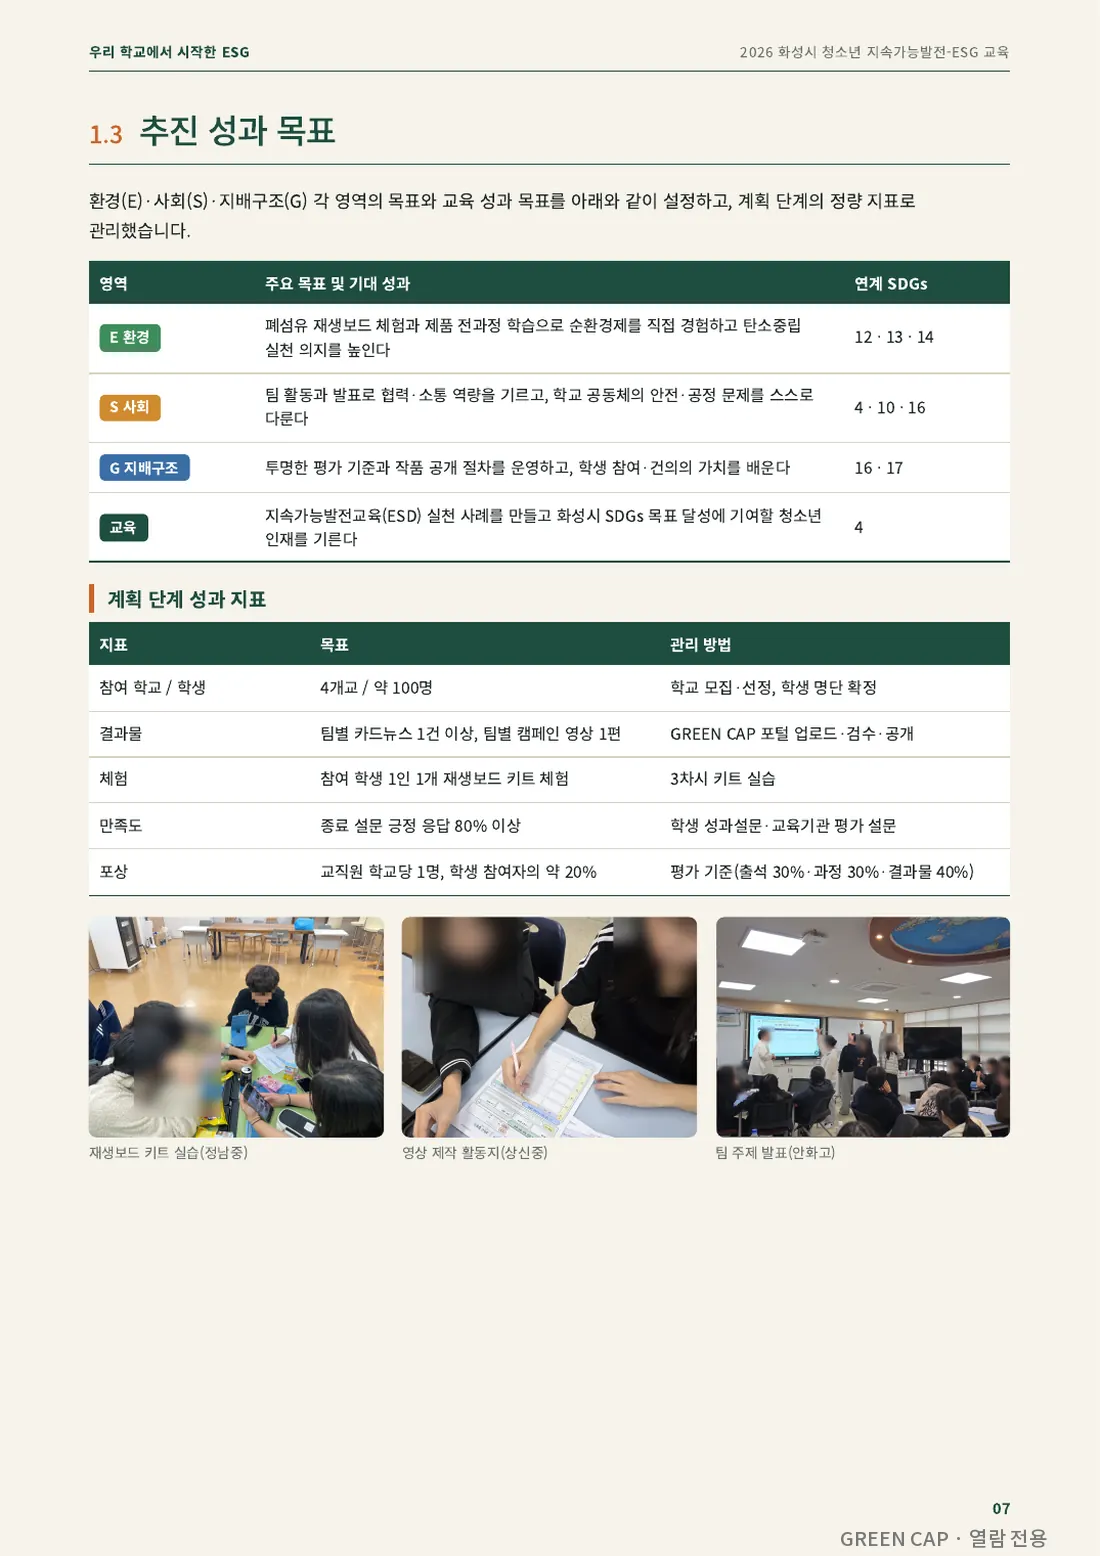 우리 학교에서 시작한 ESG
2026 화성시 청소년 지속가능발전-ESG 교육
1.3 추진 성과 목표
환경(E)·사회(S)·지배구조(G) 각 영역의 목표와 교육 성과 목표를 아래와 같이 설정하고, 계획 단계의 정량 지표로
관리했습니다.
영역 주요 목표 및 기대 성과 연계 SDGs
E 환경 폐섬유 재생보드 체험과 제품 전과정 학습으로 순환경제를 직접 경험하고 탄소중립
실천 의지를 높인다 12 · 13 · 14
S 사회 팀 활동과 발표로 협력·소통 역량을 기르고, 학교 공동체의 안전·공정 문제를 스스로
다룬다 4 · 10 · 16
G 지배구조 투명한 평가 기준과 작품 공개 절차를 운영하고, 학생 참여·건의의 가치를 배운다 16 · 17
교육 지속가능발전교육(ESD) 실천 사례를 만들고 화성시 SDGs 목표 달성에 기여할 청소년
인재를 기른다 4
계획 단계 성과 지표
지표 목표 관리 방법
참여 학교 / 학생 4개교 / 약 100명 학교 모집·선정, 학생 명단 확정
결과물 팀별 카드뉴스 1건 이상, 팀별 캠페인 영상 1편 GREEN CAP 포털 업로드·검수·공개
체험 참여 학생 1인 1개 재생보드 키트 체험 3차시 키트 실습
만족도 종료 설문 긍정 응답 80% 이상 학생 성과설문·교육기관 평가 설문
포상 교직원 학교당 1명, 학생 참여자의 약 20% 평가 기준(출석 30%·과정 30%·결과물 40%)
재생보드 키트 실습(정남중)
영상 제작 활동지(상신중)
팀 주제 발표(안화고)
07
GREEN CAP · 열람 전용